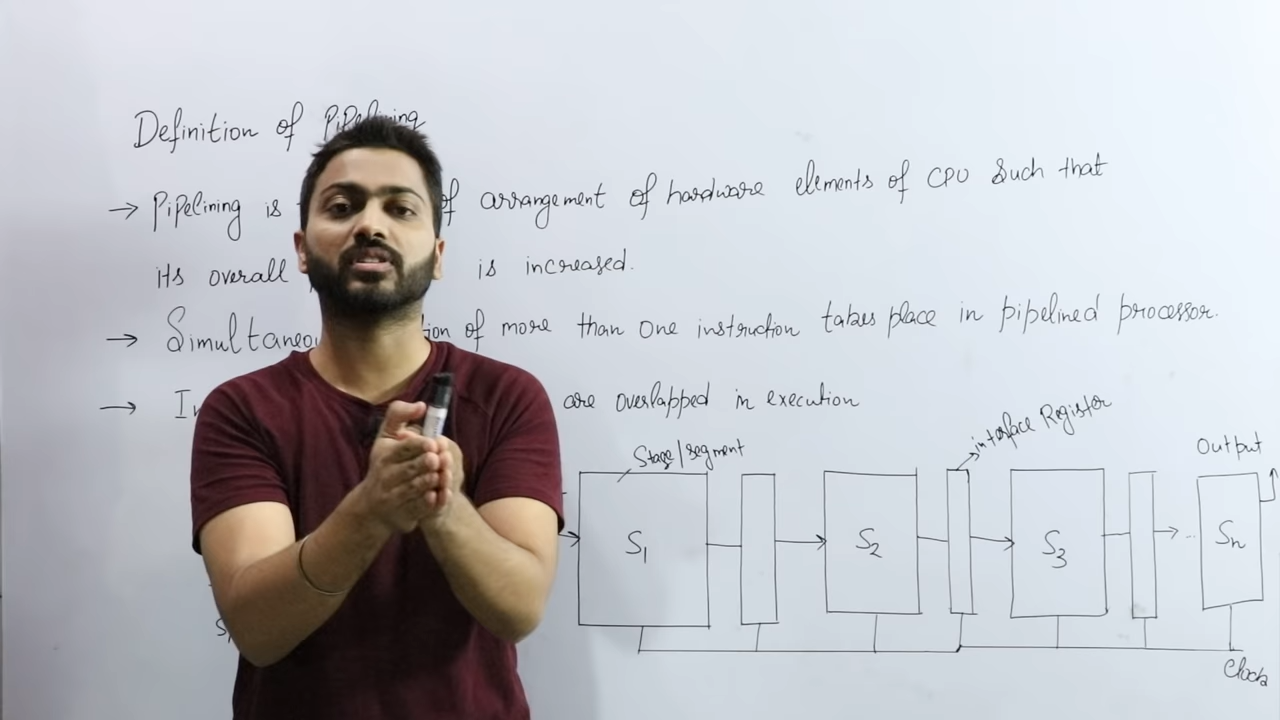 Definition of Pipelining
→ Pipelining is of arrangement of hardware elements of CPU Such that
its overall is increased.
→ Simultaneou tion of more than one instruction takes place in pipelined processor.
→ In are overlapped in execution
Stage/segment
interface Register
Output
S1
S2
S3
...
Sn
Clock